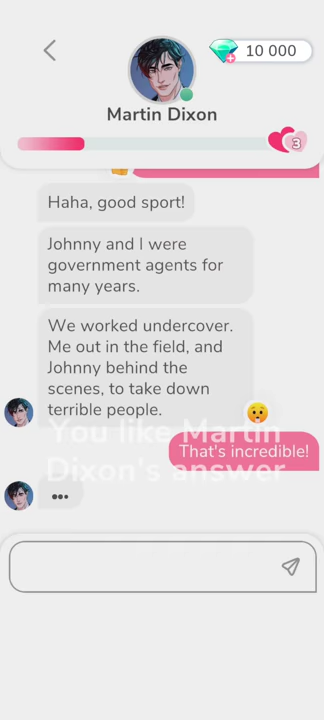 10 000
Martin Dixon
3
Haha, good sport!
Johnny and I were
government agents for
many years.
We worked undercover.
Me out in the field, and
Johnny behind the
scenes, to take down
terrible people.
You like Martin
Dixon's answer
That's incredible!